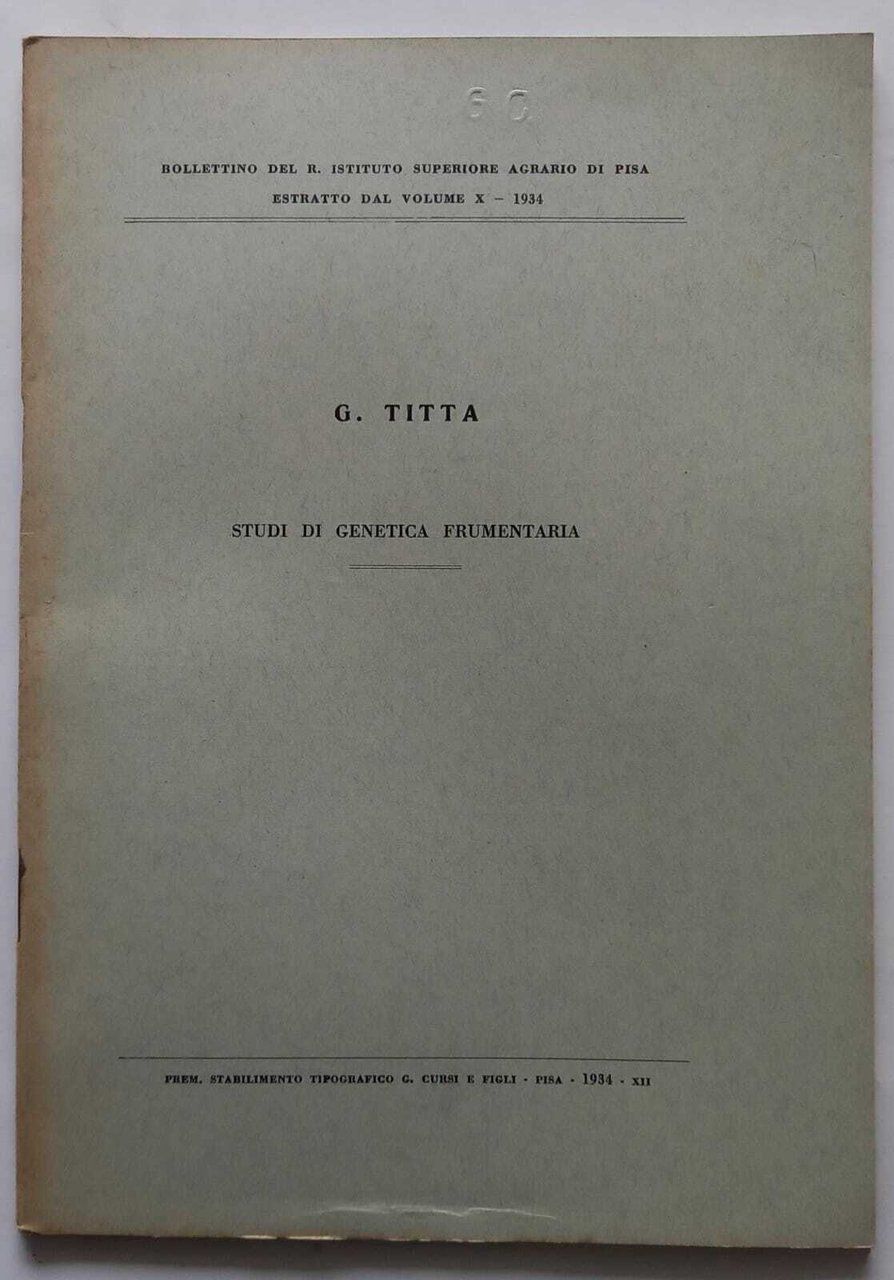 BOLLETTINO DEL R. ISTITUTO SUPERIORE AGRARIO DI PISA
ESTRATTO DAL VOLUME X – 1934
G. TITTA
STUDI DI GENETICA FRUMENTARIA
PREM. STABILIMENTO TIPOGRAFICO G. CURSI E FIGLI - PISA - 1934 - XII